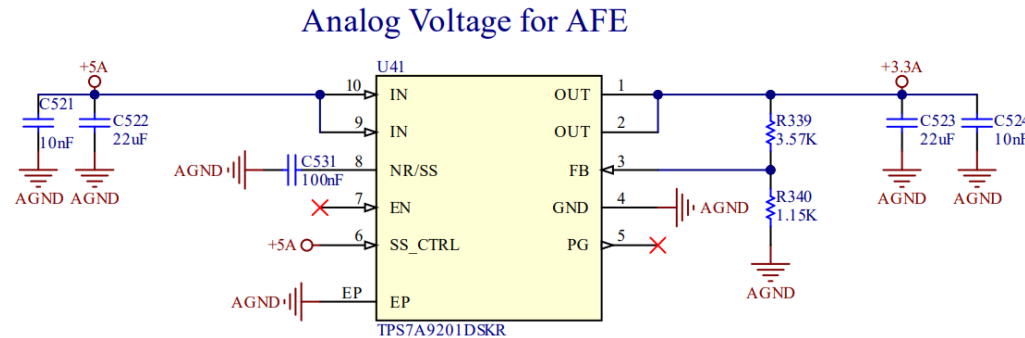 Analog Voltage for AFE
U41
+5A
+3.3A
10
IN
OUT
1
C521
10nF
C522
22uF
9
IN
OUT
2
R339
3.57K
C523
22uF
C524
10nF
AGND
C531
100nF
8
NR/SS
FB
3
AGND
AGND
7
EN
GND
4
AGND
R340
1.15K
AGND
AGND
+5A
6
SS_CTRL
PG
5
AGND
AGND
EP
EP
TPS7A9201DSKR